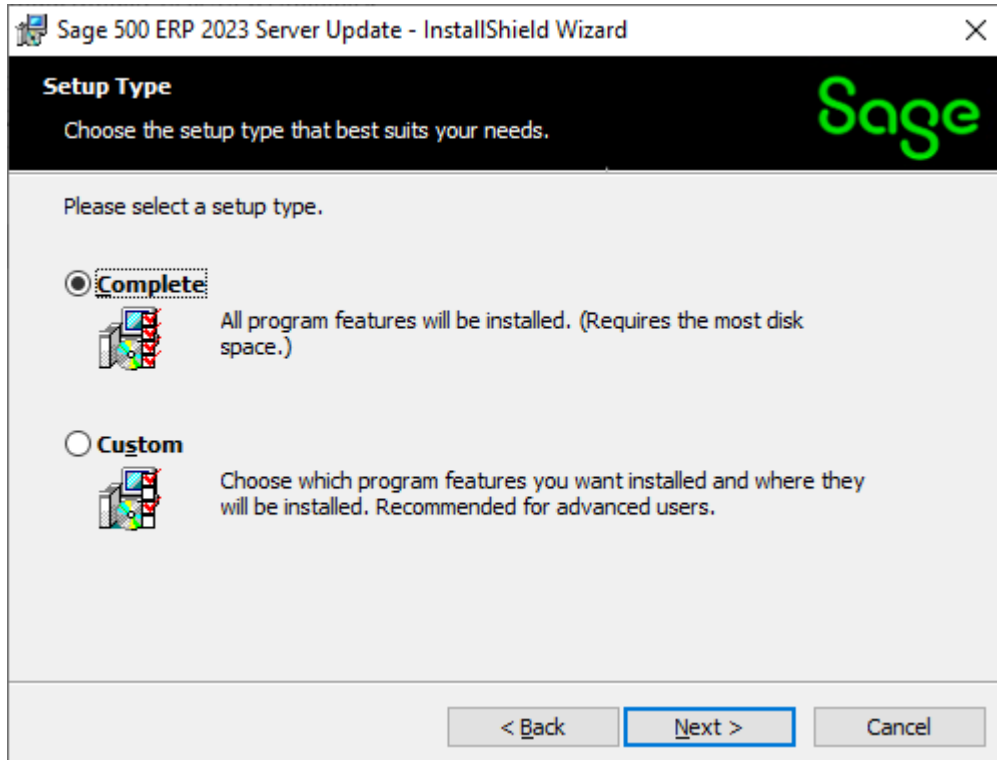 Sage 500 ERP 2023 Server Update - InstallShield Wizard
Setup Type
Choose the setup type that best suits your needs.
Sage
Please select a setup type.
Complete
All program features will be installed. (Requires the most disk
space.)
Custom
Choose which program features you want installed and where they
will be installed. Recommended for advanced users.
< Back
Next >
Cancel